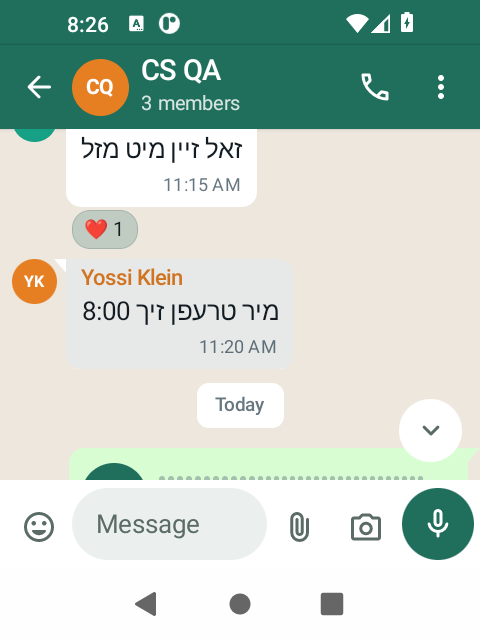 8:26
CQ
CS QA
3 members
זאל זיין מיט מזל
11:15 AM
❤️ 1
YK
Yossi Klein
מיר טרעפן זיך 8:00
11:20 AM
Today
Message